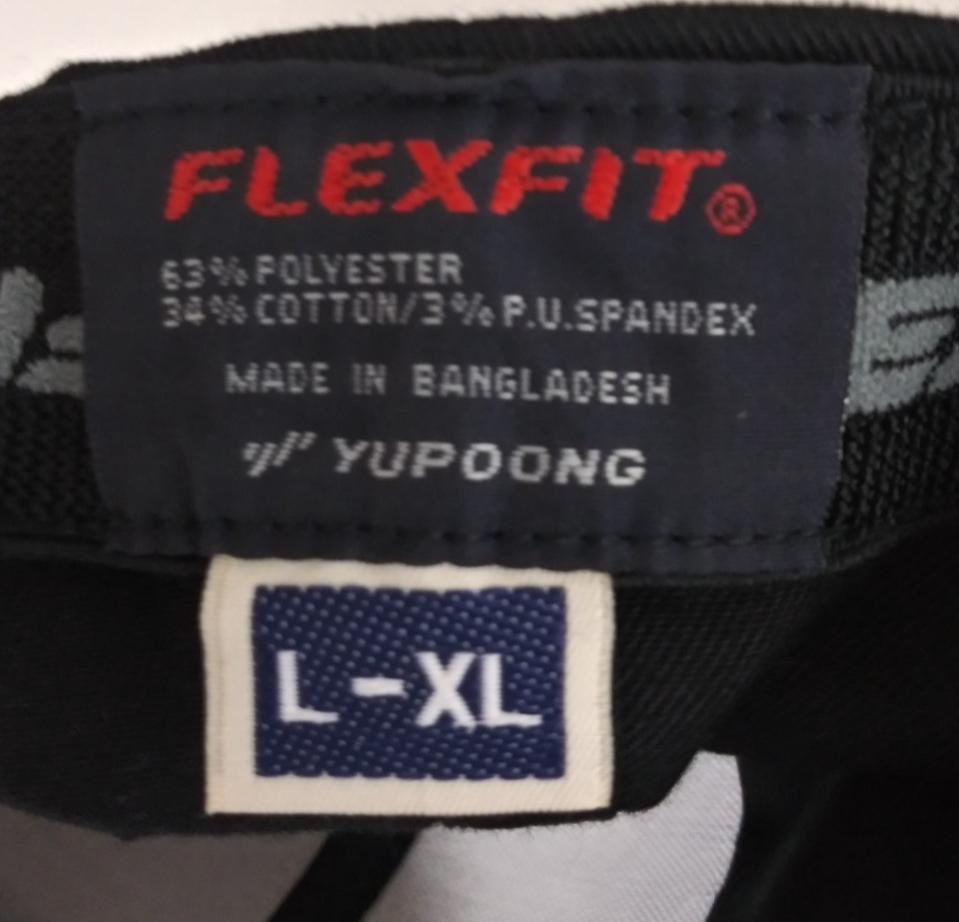 FLEXFIT®
63% POLYESTER
34% COTTON/3% P.U.SPANDEX
MADE IN BANGLADESH
YUPOONG
L-XL